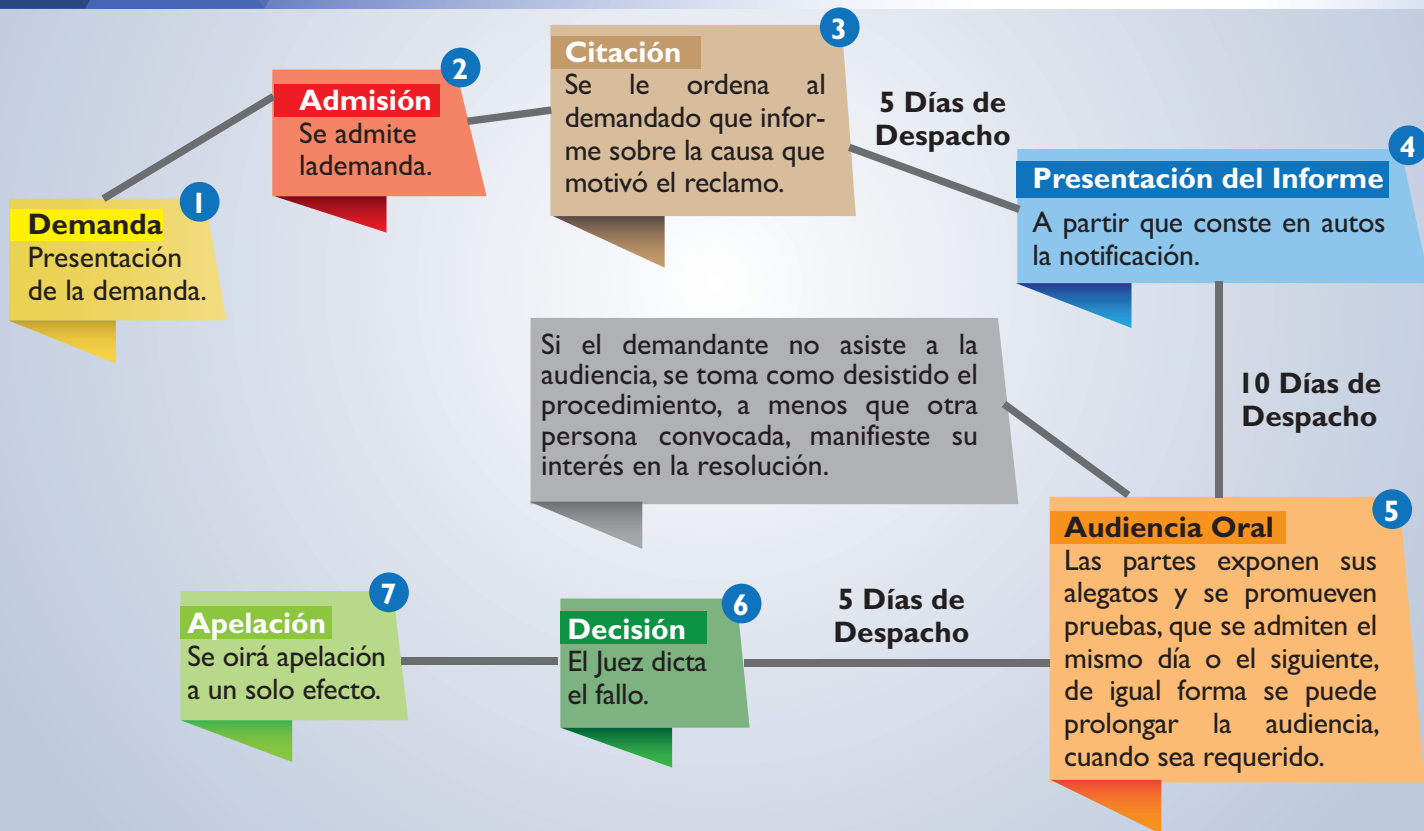 1
Demanda
Presentación
de la demanda.
2
Admisión
Se admite
lademanda.
3
Citación
Se le ordena al
demandado que infor-
me sobre la causa que
motivó el reclamo.
5 Días de
Despacho
4
Presentación del Informe
A partir que conste en autos
la notificación.
10 Días de
Despacho
Si el demandante no asiste a la
audiencia, se toma como desistido el
procedimiento, a menos que otra
persona convocada, manifieste su
interés en la resolución.
5
Audiencia Oral
Las partes exponen sus
alegatos y se promueven
pruebas, que se admiten el
mismo día o el siguiente,
de igual forma se puede
prolongar la audiencia,
cuando sea requerido.
5 Días de
Despacho
6
Decisión
El Juez dicta
el fallo.
7
Apelación
Se oirá apelación
a un solo efecto.